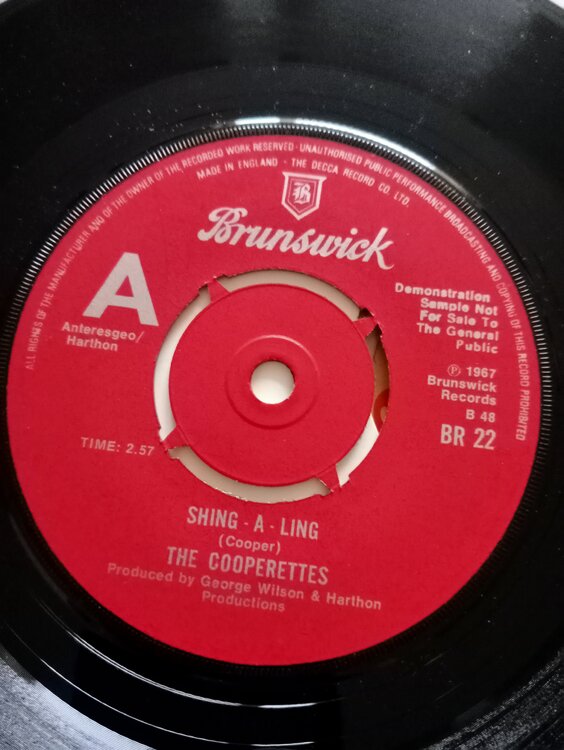 ALL RIGHTS OF THE MANUFACTURER AND OF THE OWNER OF THE RECORDED WORK RESERVED · UNAUTHORISED PUBLIC PERFORMANCE BROADCASTING AND COPYING OF THIS RECORD PROHIBITED
MADE IN ENGLAND · THE DECCA RECORD CO. LTD.
B
Brunswick
A
Anteresgeo/
Harthon
Demonstration
Sample Not
For Sale To
The General
Public
℗ 1967
Brunswick
Records
B 48
BR 22
TIME: 2.57
SHING - A - LING
(Cooper)
THE COOPERETTES
Produced by George Wilson & Harthon
Productions